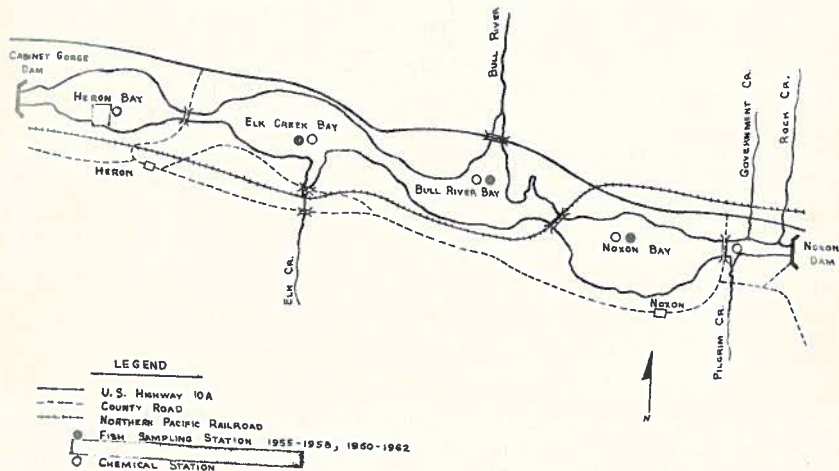 BULL RIVER
CABINET GORGE
DAM
HERON BAY
ELK CREEK BAY
GOVERNMENT CR.
ROCK CR.
HERON
BULL RIVER BAY
NOXON BAY
NOXON
DAM
ELK CR.
NOXON
PILGRIM CR.
N
LEGEND
U.S. HIGHWAY 10A
COUNTY ROAD
NORTHERN PACIFIC RAILROAD
FISH SAMPLING STATION 1955-1958, 1960-1962
CHEMICAL STATION